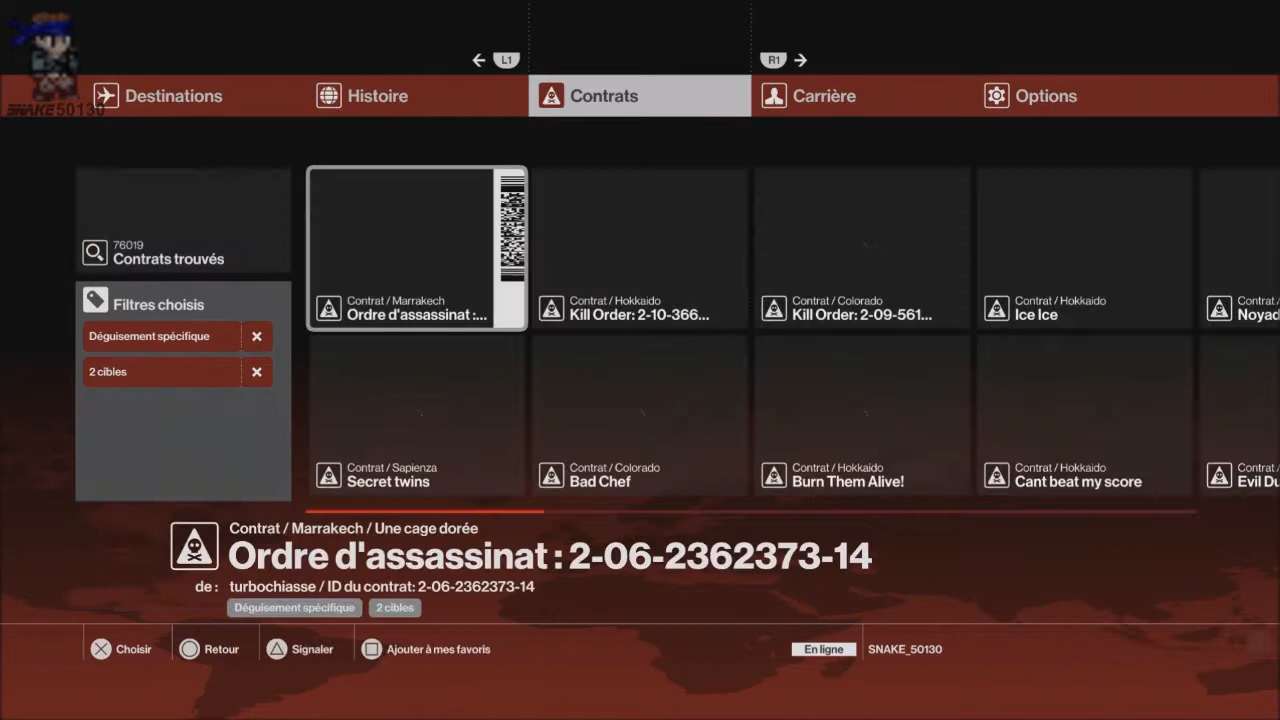 L1
R1
Destinations
Histoire
Contrats
Carrière
Options
SNAKE50130
76019
Contrats trouvés
Filtres choisis
Déguisement spécifique
2 cibles
Contrat / Marrakech
Ordre d'assassinat :...
Contrat / Hokkaido
Kill Order: 2-10-366...
Contrat / Colorado
Kill Order: 2-09-561...
Contrat / Hokkaido
Ice Ice
Contrat /
Noyad
Contrat / Sapienza
Secret twins
Contrat / Colorado
Bad Chef
Contrat / Hokkaido
Burn Them Alive!
Contrat / Hokkaido
Cant beat my score
Contrat /
Evil Du
Contrat / Marrakech / Une cage dorée
Ordre d'assassinat : 2-06-2362373-14
de : turbochiasse / ID du contrat: 2-06-2362373-14
Déguisement spécifique 2 cibles
Choisir
Retour
Signaler
Ajouter à mes favoris
En ligne
SNAKE_50130